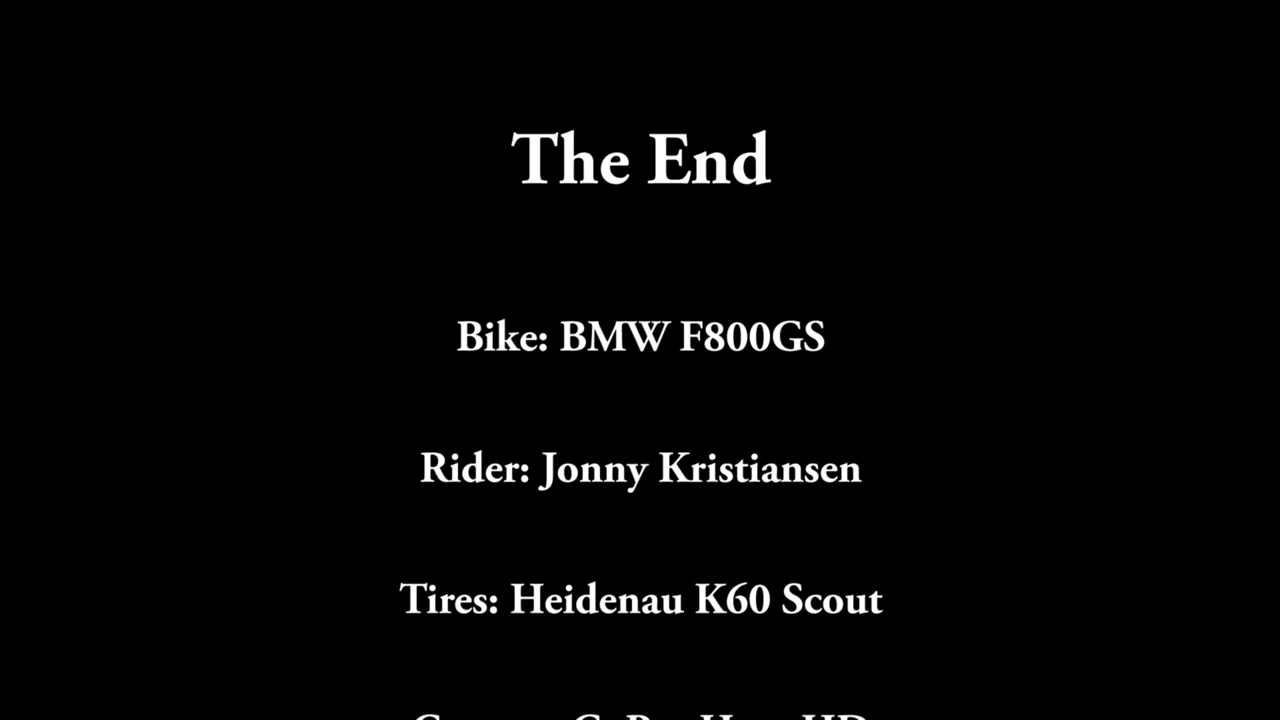 The End
Bike: BMW F800GS
Rider: Jonny Kristiansen
Tires: Heidenau K60 Scout